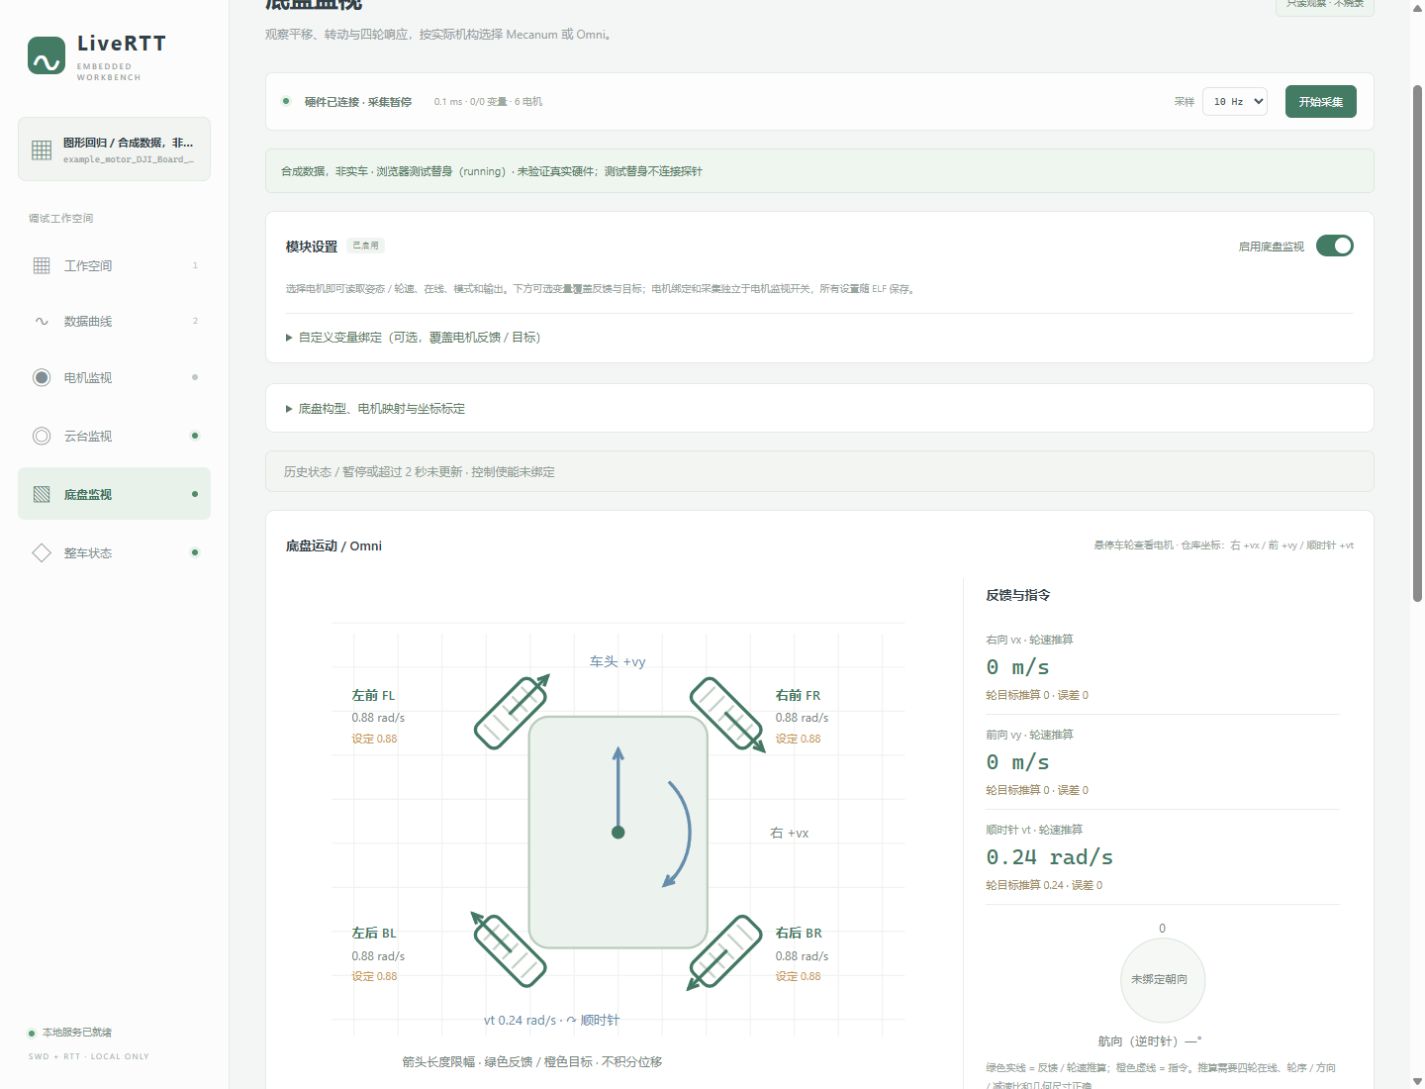 底盘监视
只读观察 · 不烧录
LiveRTT
EMBEDDED
WORKBENCH
观察平移、转动与四轮响应，按实际机构选择 Mecanum 或 Omni。
硬件已连接 · 采集暂停
0.1 ms · 0/0 变量 · 6 电机
采样
10 Hz
开始采集
图形回归 / 合成数据，非...
example_motor_DJI_Board_...
合成数据，非实车 · 浏览器测试替身（running）· 未验证真实硬件；测试替身不连接探针
调试工作空间
工作空间
1
数据曲线
2
电机监视
云台监视
底盘监视
整车状态
模块设置
已启用
启用底盘监视
选择电机即可读取姿态 / 轮速、在线、模式和输出。下方可选变量覆盖反馈与目标；电机绑定和采集独立于电机监视开关，所有设置随 ELF 保存。
自定义变量绑定（可选，覆盖电机反馈 / 目标）
底盘构型、电机映射与坐标标定
历史状态 / 暂停或超过 2 秒未更新 · 控制使能未绑定
底盘运动 / Omni
悬停车轮查看电机 · 仓库坐标：右 +vx / 前 +vy / 顺时针 +vt
车头 +vy
左前 FL
0.88 rad/s
设定 0.88
右前 FR
0.88 rad/s
设定 0.88
右 +vx
左后 BL
0.88 rad/s
设定 0.88
右后 BR
0.88 rad/s
设定 0.88
vt 0.24 rad/s · ↷ 顺时针
箭头长度限幅 · 绿色反馈 / 橙色目标 · 不积分位移
反馈与指令
右向 vx · 轮速推算
0 m/s
轮目标推算 0 · 误差 0
前向 vy · 轮速推算
0 m/s
轮目标推算 0 · 误差 0
顺时针 vt · 轮速推算
0.24 rad/s
轮目标推算 0.24 · 误差 0
0
未绑定朝向
航向（逆时针）—°
绿色实线 = 反馈 / 轮速推算；橙色虚线 = 指令。推算需要四轮在线、轮序 / 方向
/ 减速比和几何尺寸正确
本地服务已就绪
SWD + RTT · LOCAL ONLY